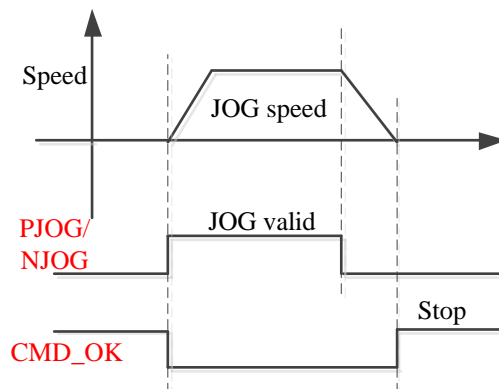 Speed
JOG speed
JOG valid
PJOG/
NJOG
Stop
CMD_OK